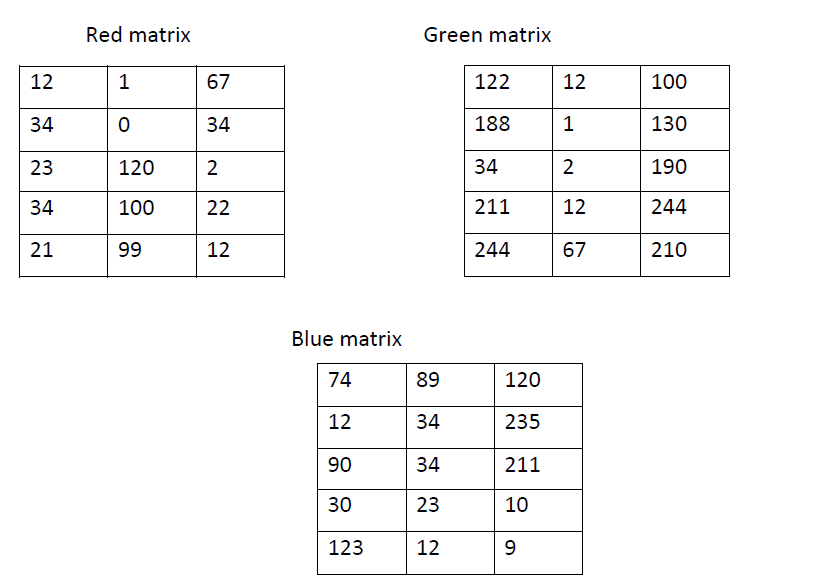 Red matrix
12 1 67
34 0 34
23 120 2
34 100 22
21 99 12
Green matrix
122 12 100
188 1 130
34 2 190
211 12 244
244 67 210
Blue matrix
74 89 120
12 34 235
90 34 211
30 23 10
123 12 9